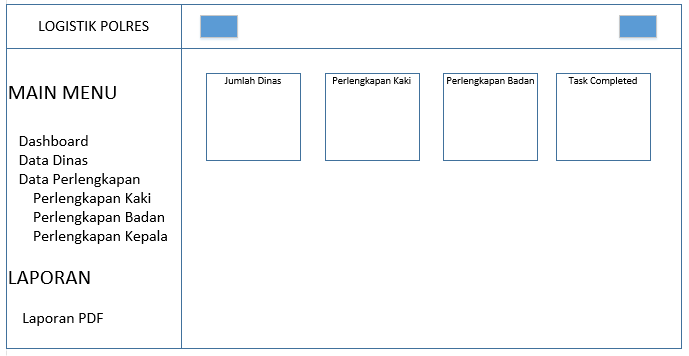 LOGISTIK POLRES
MAIN MENU
Dashboard
Data Dinas
Data Perlengkapan
Perlengkapan Kaki
Perlengkapan Badan
Perlengkapan Kepala
LAPORAN
Laporan PDF
Jumlah Dinas
Perlengkapan Kaki
Perlengkapan Badan
Task Completed